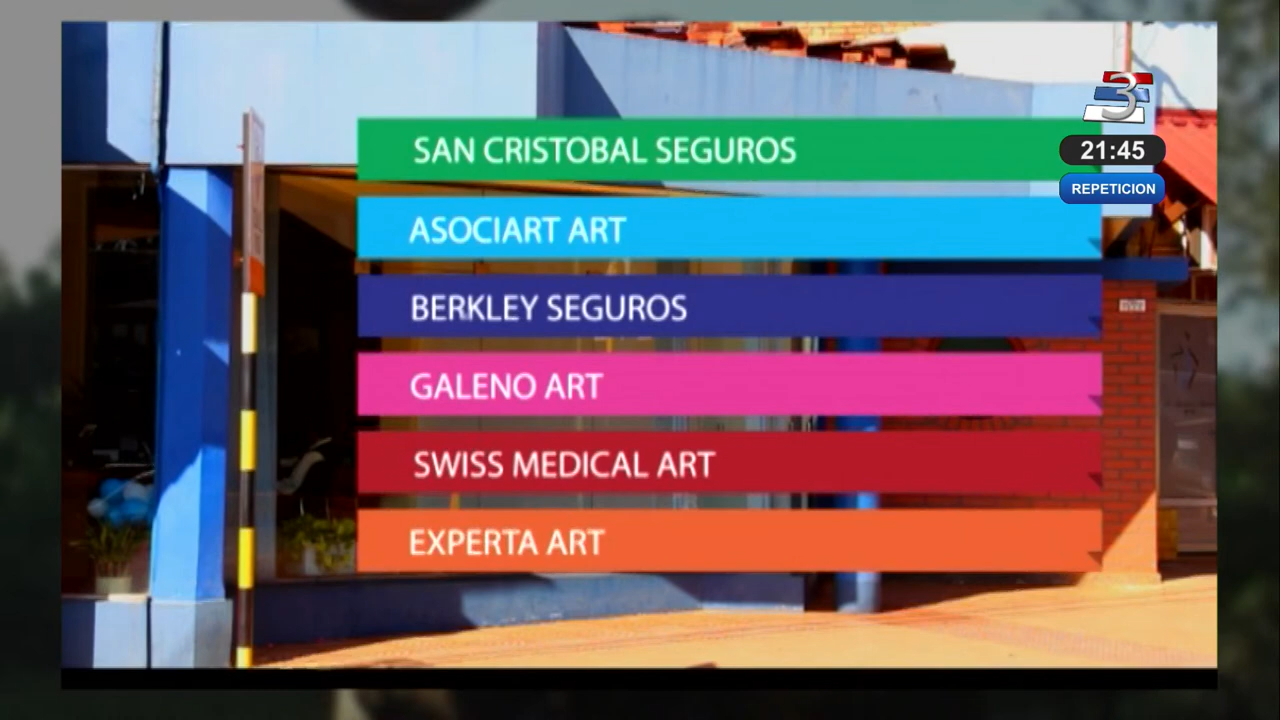 SAN CRISTOBAL SEGUROS
3
21:45
REPETICION
ASOCIART ART
BERKLEY SEGUROS
GALENO ART
SWISS MEDICAL ART
EXPERTA ART